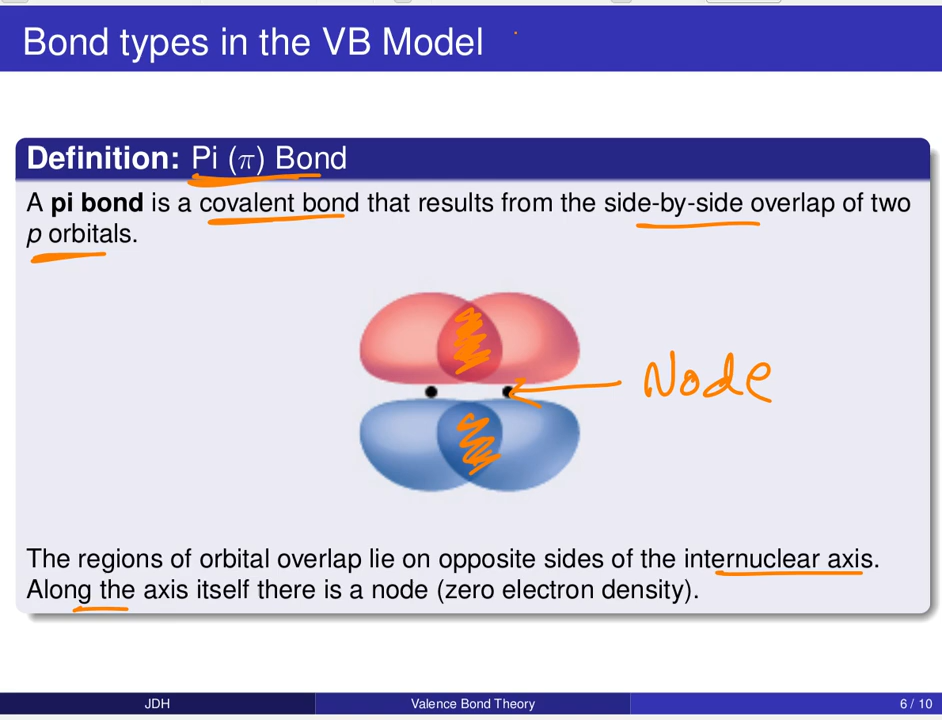 Bond types in the VB Model
Definition: Pi (π) Bond
A pi bond is a covalent bond that results from the side-by-side overlap of two
p orbitals.
Node
The regions of orbital overlap lie on opposite sides of the internuclear axis.
Along the axis itself there is a node (zero electron density).
JDH Valence Bond Theory 6 / 10